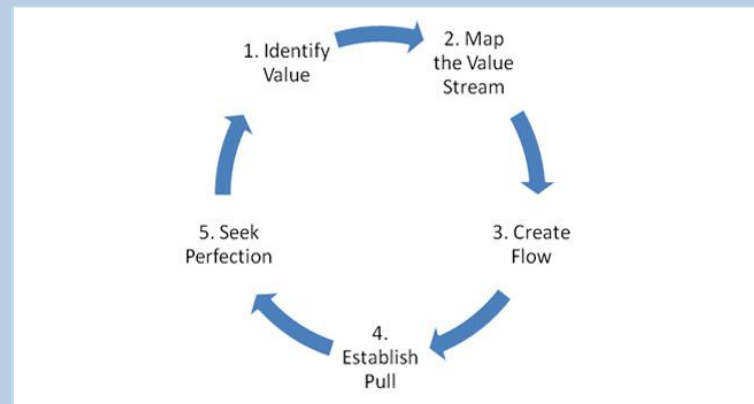 1. Identify
Value
2. Map
the Value
Stream
3. Create
Flow
4.
Establish
Pull
5. Seek
Perfection